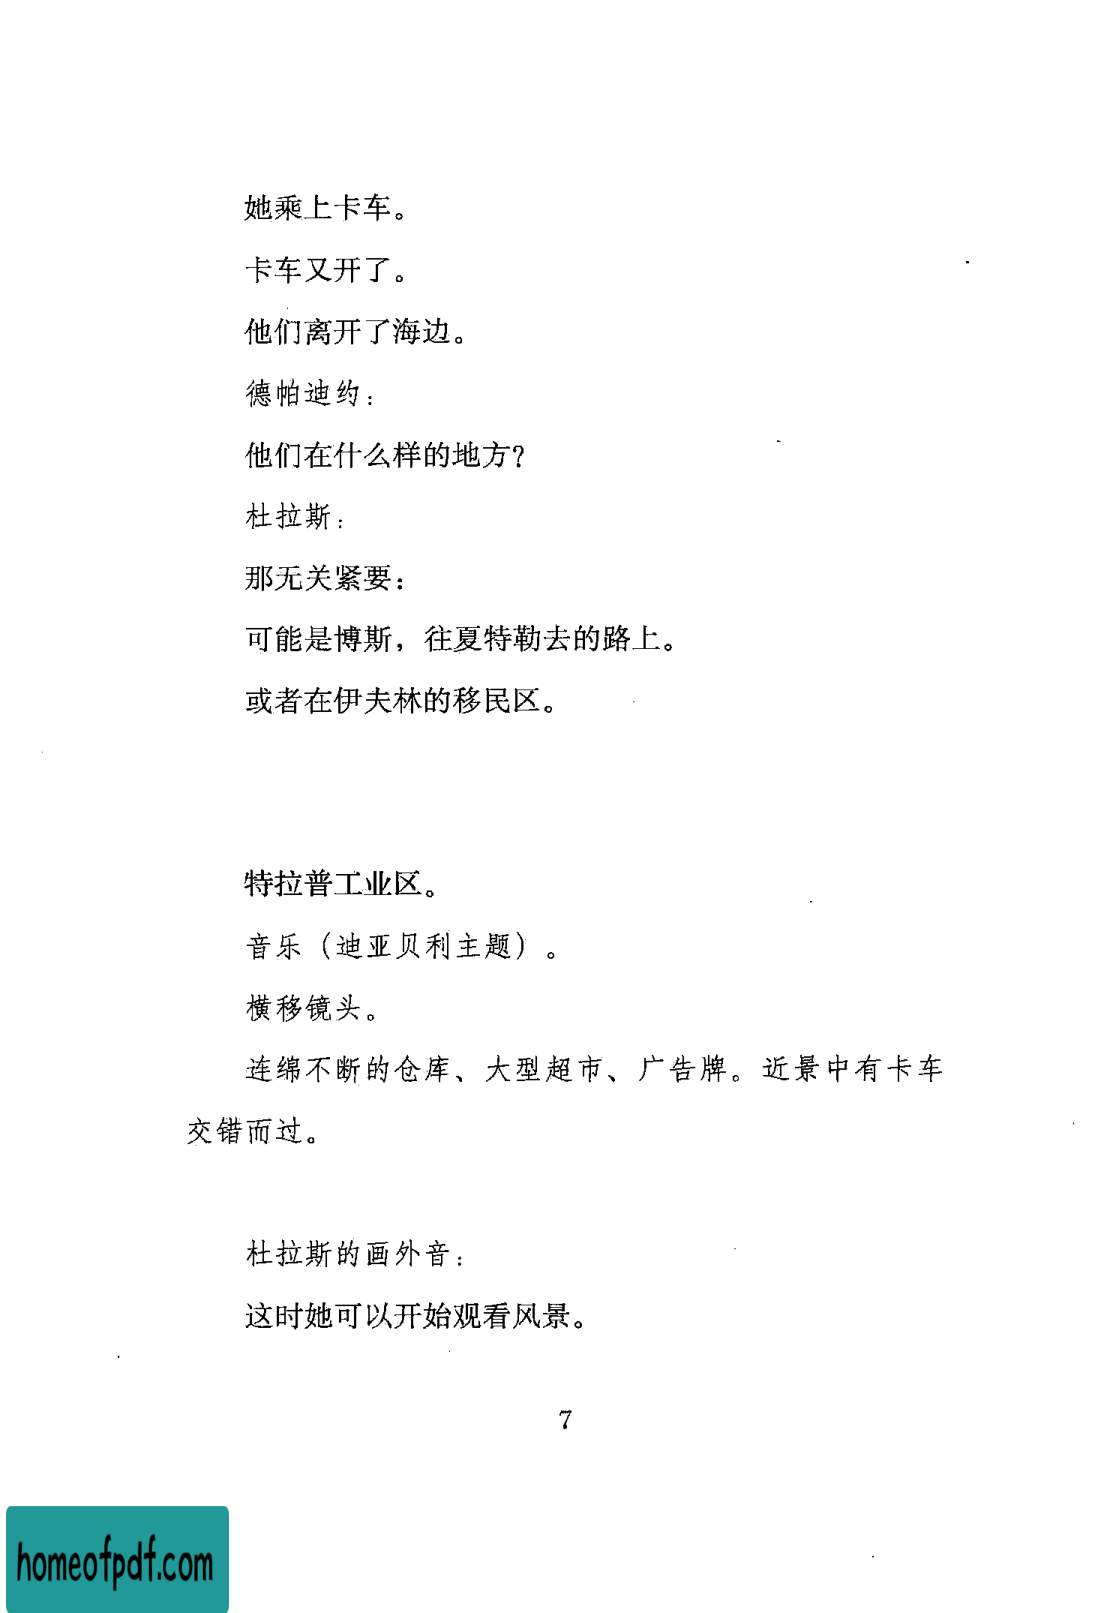 她乘上卡车。
卡车又开了。
他们离开了海边。
德帕迪约：
他们在什么样的地方？
杜拉斯：
那无关紧要：
可能是博斯，往夏特勒去的路上。
或者在伊夫林的移民区。
特拉普工业区。
音乐（迪亚贝利主题）。
横移镜头。
连绵不断的仓库、大型超市、广告牌。近景中有卡车
交错而过。
杜拉斯的画外音：
这时她可以开始观看风景。
7
homeofpdf.com